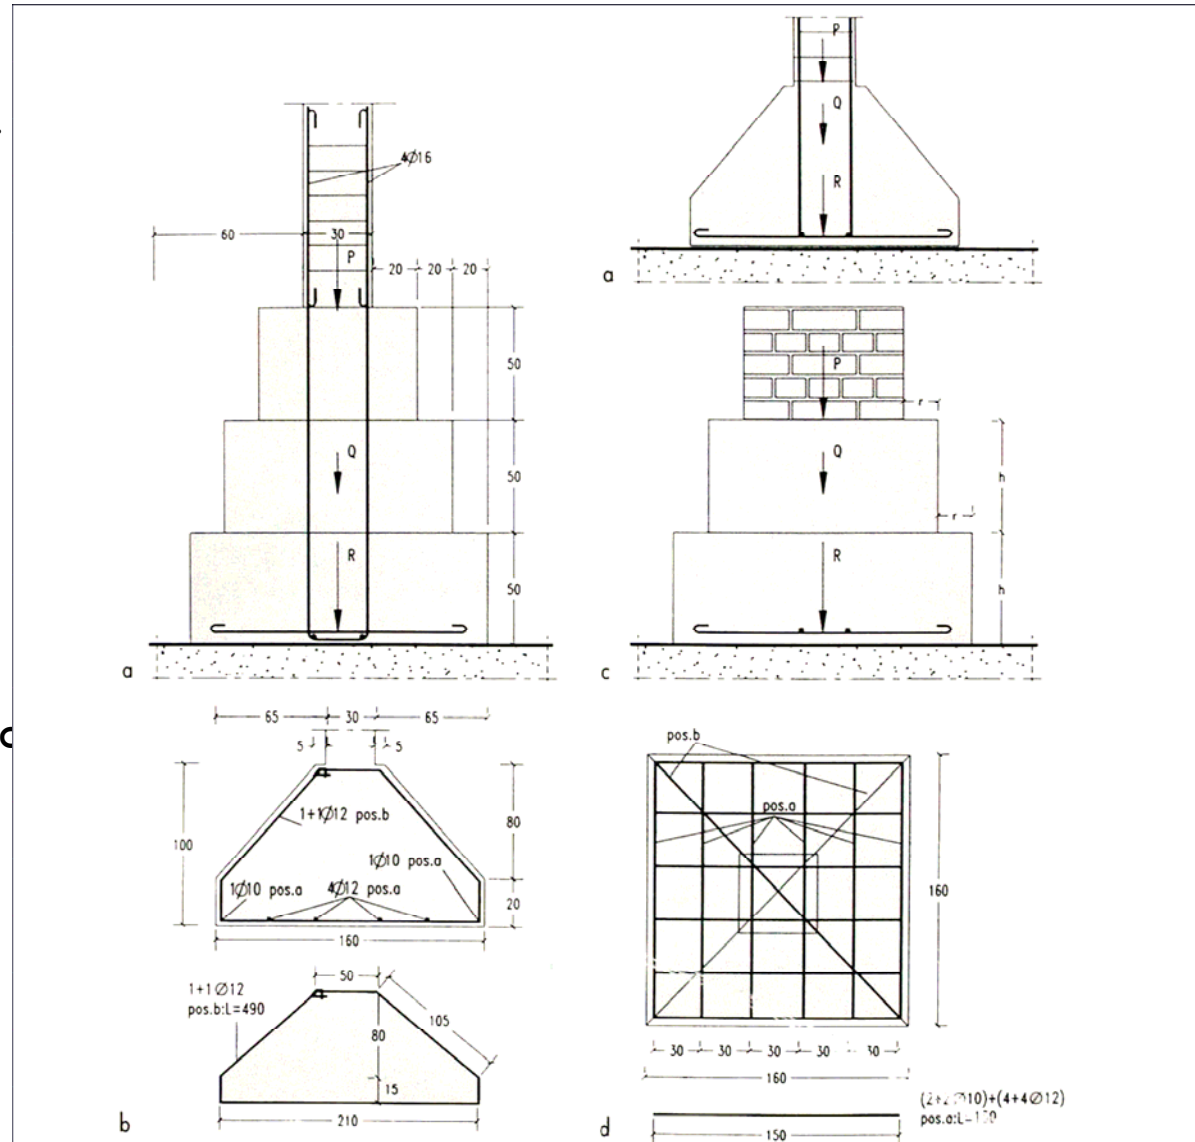 4Ø16
60
30
P
20
20
20
50
Q
50
R
50
a
P
Q
R
a
P
r
Q
h
r
R
h
c
65
30
65
5
5
1+1Ø12 pos.b
100
80
1Ø10 pos.a
1Ø10 pos.a
4Ø12 pos.a
20
160
50
1+1Ø12
pos.b:L=490
105
80
15
210
b
pos.b
pos.a
160
30
30
30
30
30
160
pos.a:L=
150
d